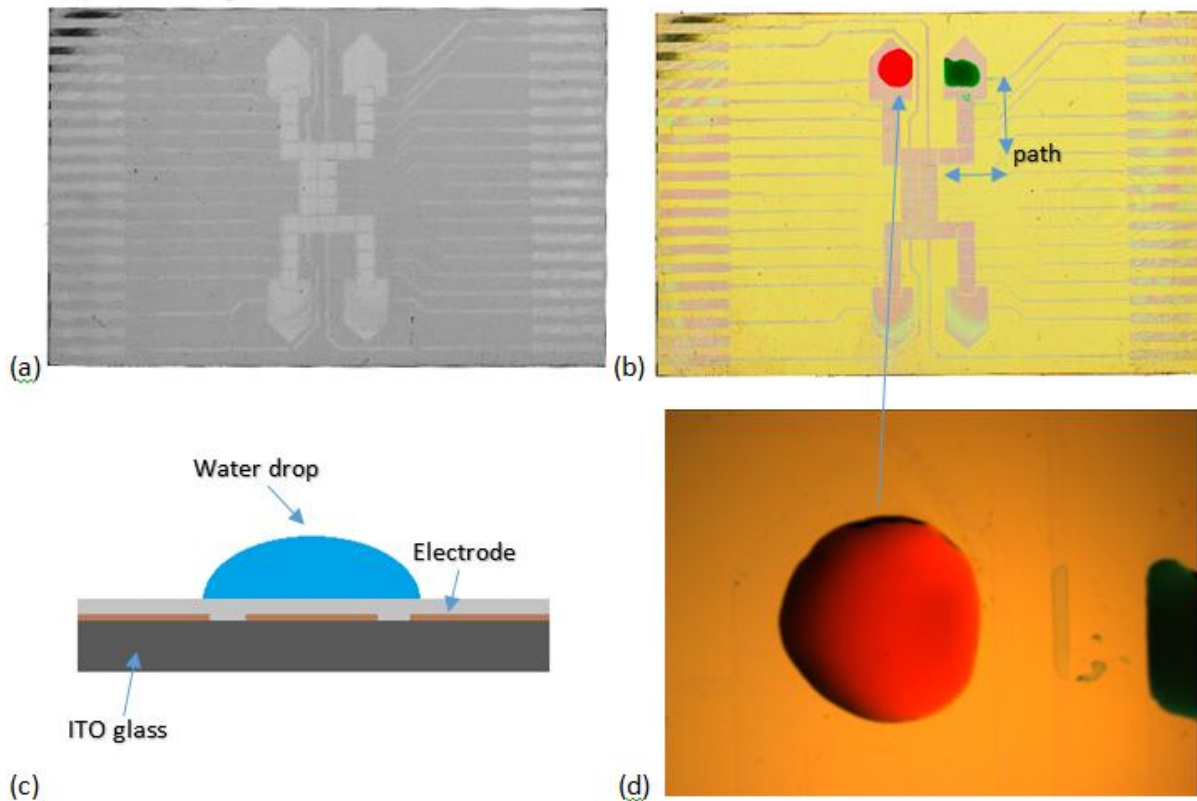 path
(a)
(b)
Water drop
Electrode
ITO glass
(c)
(d)